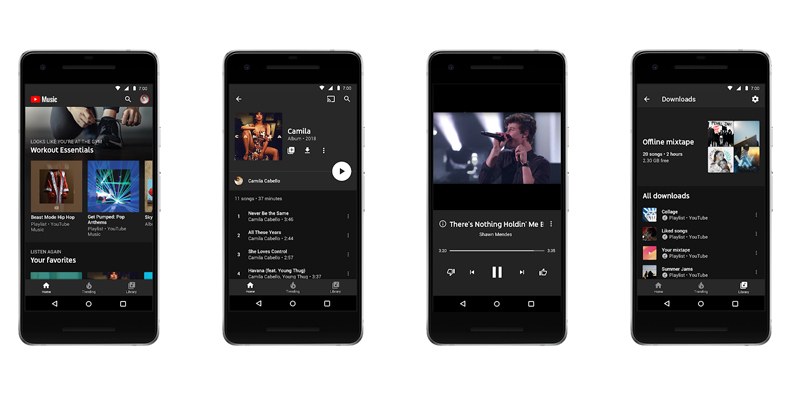 7:00
Music
LOOKS LIKE YOU'RE AT THE GYM
Workout Essentials
Beast Mode Hip Hop
Playlist • YouTube
Music
Get Pumped: Pop
Anthems
Playlist • YouTube
Music
Sky
Alb
LISTEN AGAIN
Your favorites
Home
Trending
Library
7:00
Camila
Album • 2018
Camila Cabello
11 songs • 37 minutes
1
Never Be the Same
Camila Cabello • 3:46
2
All These Years
Camila Cabello • 2:44
3
She Loves Control
Camila Cabello • 2:57
4
Havana (feat. Young Thug)
Camila Cabello, Young Thug • 3:37
Home
Trending
Library
There's Nothing Holdin' Me B
Shawn Mendes
3:20
3:38
7:00
Downloads
Offline mixtape
28 songs • 2 hours
2.30 GB free
All downloads
Collage
Playlist • YouTube
Liked songs
Playlist • YouTube
Your mixtape
Playlist • YouTube
Summer Jams
Playlist • YouTube
Home
Trending
Library